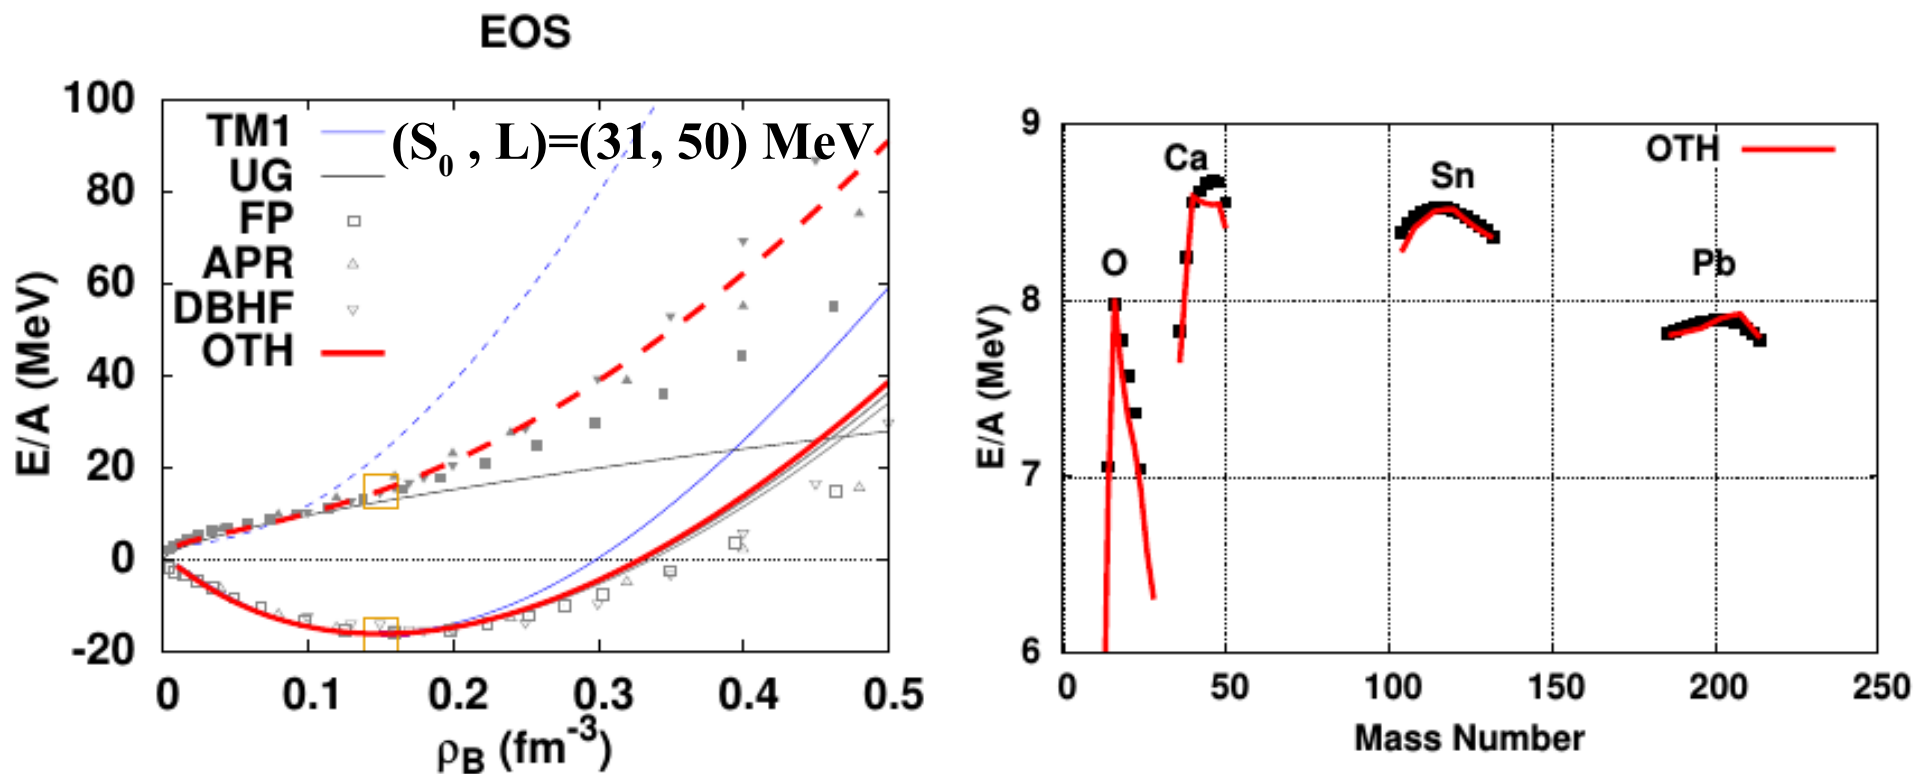 EOS
100
80
60
40
20
0
-20
E/A (MeV)
TM1
(S0 , L)=(31, 50) MeV
UG
FP
APR
DBHF
OTH
0 0.1 0.2 0.3 0.4 0.5
ρB (fm-3)
9
8
7
6
E/A (MeV)
OTH
O
Ca
Sn
Pb
0 50 100 150 200 250
Mass Number